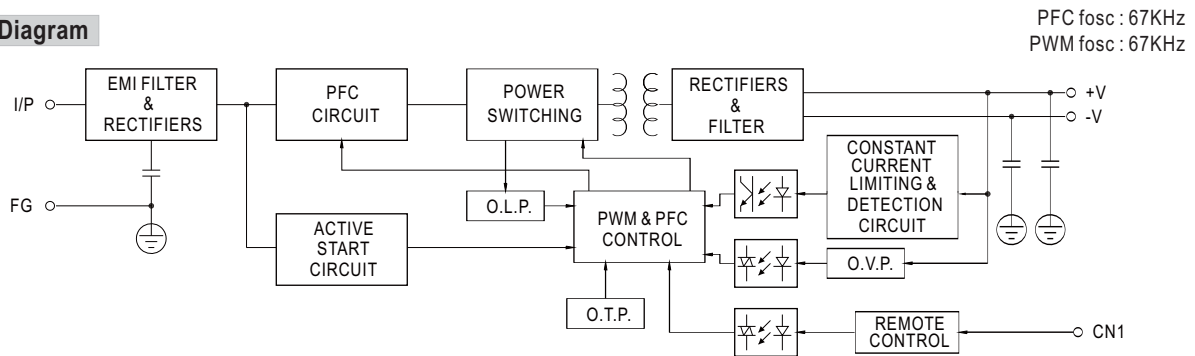 Diagram
PFC fosc : 67KHz
PWM fosc : 67KHz
I/P
EMI FILTER
&
RECTIFIERS
PFC
CIRCUIT
POWER
SWITCHING
RECTIFIERS
&
FILTER
+V
-V
FG
ACTIVE
START
CIRCUIT
O.L.P.
PWM & PFC
CONTROL
O.T.P.
CONSTANT
CURRENT
LIMITING &
DETECTION
CIRCUIT
O.V.P.
REMOTE
CONTROL
CN1